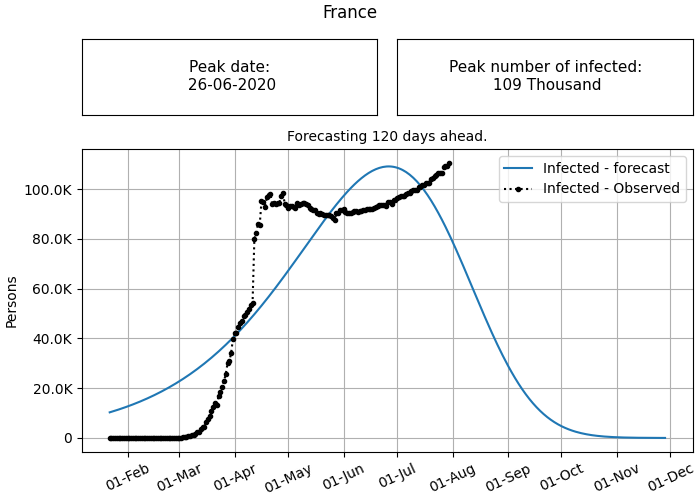 France
Peak date:
26-06-2020
Peak number of infected:
109 Thousand
Forecasting 120 days ahead.
Infected - forecast
Infected - Observed
Persons
100.0K
80.0K
60.0K
40.0K
20.0K
0
01-Feb
01-Mar
01-Apr
01-May
01-Jun
01-Jul
01-Aug
01-Sep
01-Oct
01-Nov
01-Dec